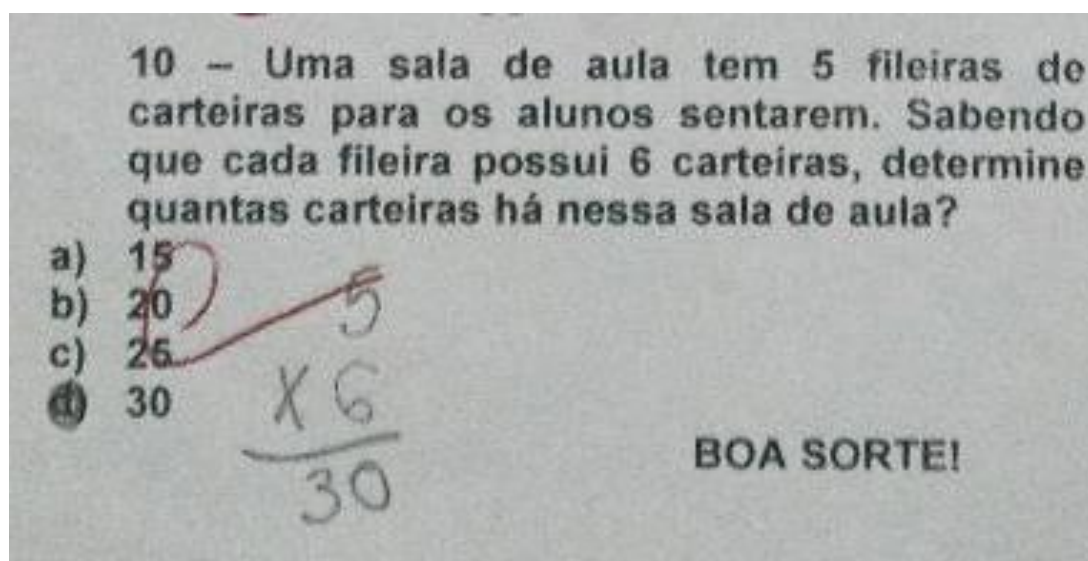 10 – Uma sala de aula tem 5 fileiras de
carteiras para os alunos sentarem. Sabendo
que cada fileira possui 6 carteiras, determine
quantas carteiras há nessa sala de aula?
a) 15
b) 20
c) 25
d) 30
5
X 6
30
BOA SORTE!